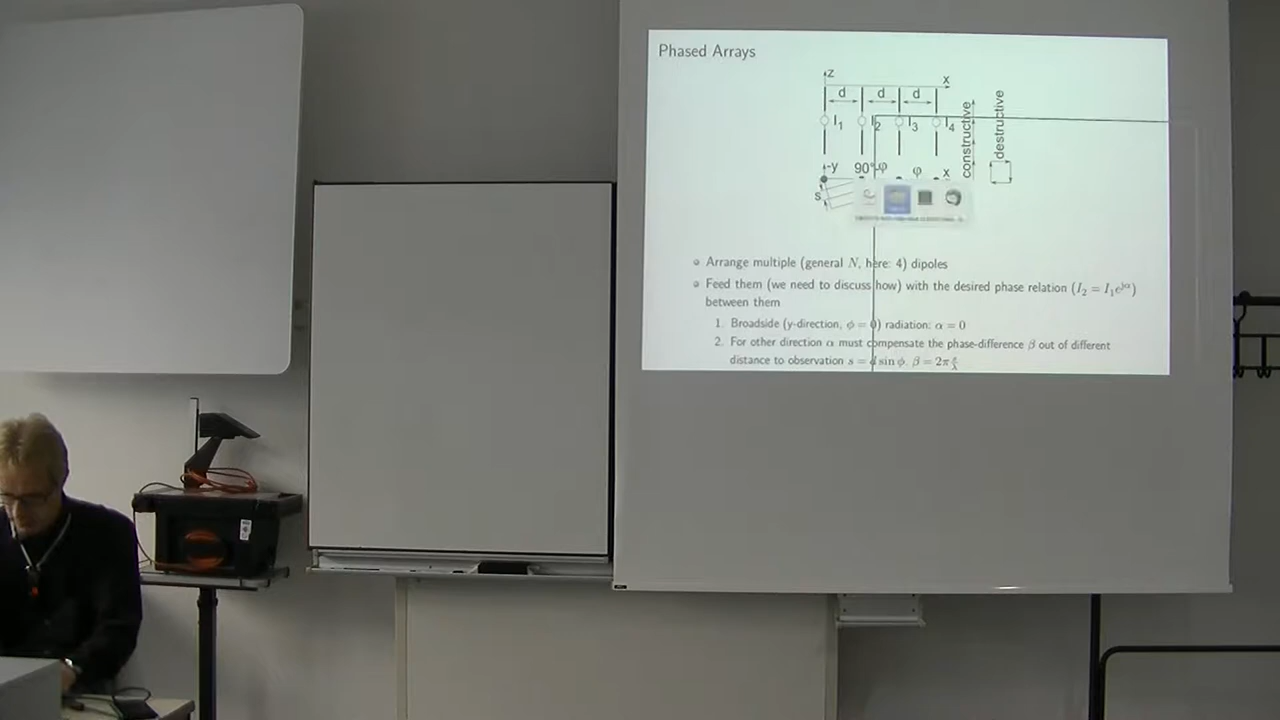 Phased Arrays
z
x
d d d
I₁ I₂ I₃ I₄
constructive
destructive
-y 90°-φ φ x
s
Arrange multiple (general N, here: 4) dipoles
Feed them (we need to discuss how) with the desired phase relation (I₂ = I₁eʲᵅ)
between them
1. Broadside (y-direction, ϕ = 0) radiation: α = 0
2. For other direction α must compensate the phase-difference β out of different
distance to observation s = d sin ϕ. β = 2π s/λ